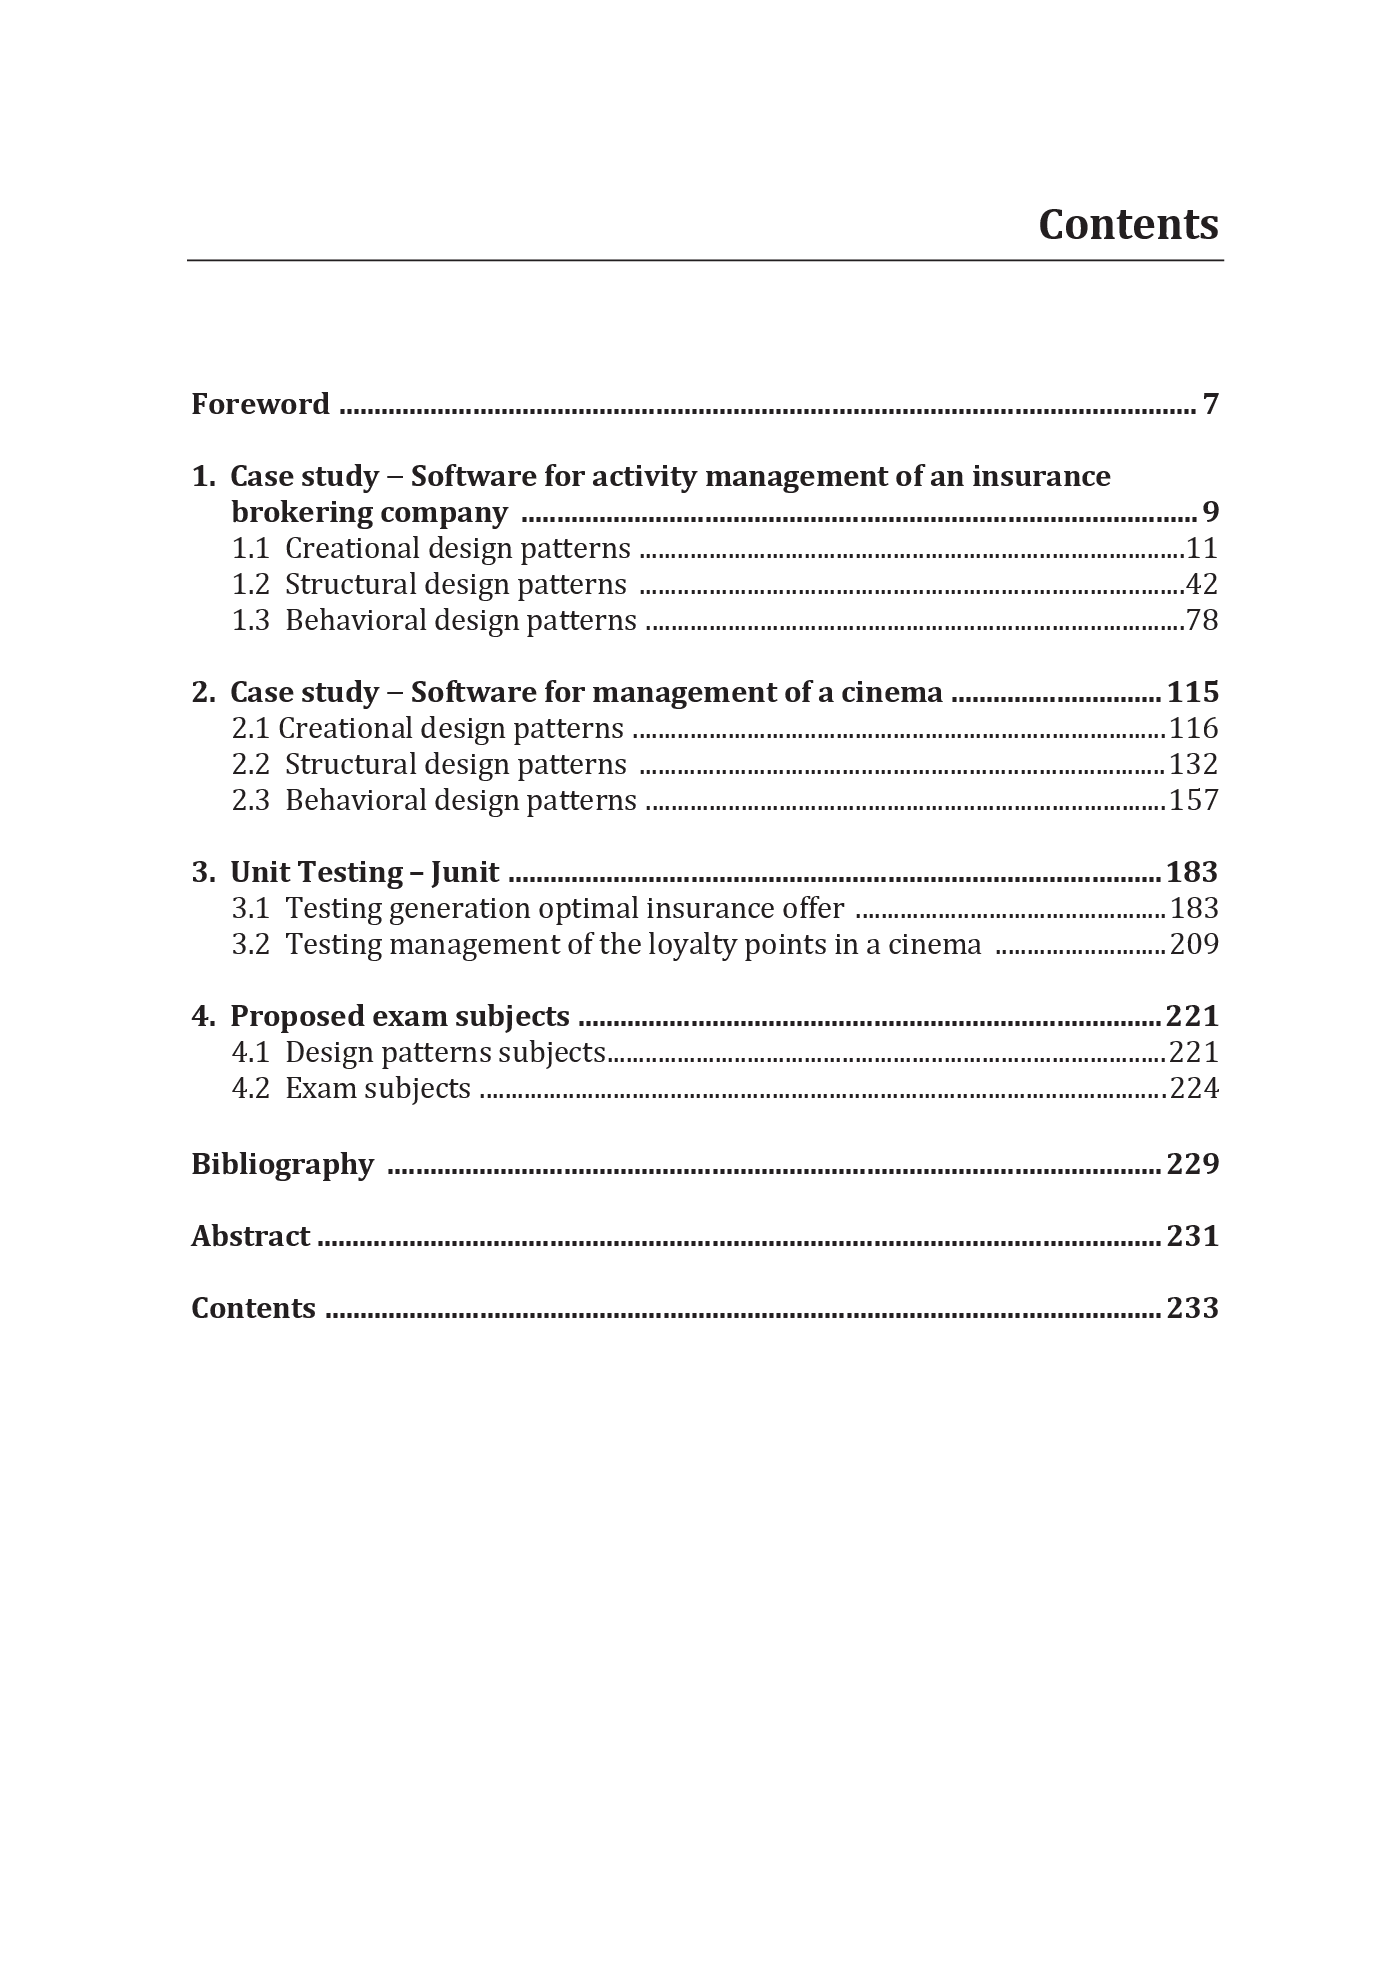 Contents
Foreword ........................................................................................................................... 7
1. Case study – Software for activity management of an insurance
brokering company ................................................................................................ 9
1.1 Creational design patterns ..............................................................................11
1.2 Structural design patterns ..............................................................................42
1.3 Behavioral design patterns .............................................................................78
2. Case study – Software for management of a cinema .............................. 115
2.1 Creational design patterns ............................................................................116
2.2 Structural design patterns ...........................................................................132
2.3 Behavioral design patterns ..........................................................................157
3. Unit Testing – Junit ............................................................................................. 183
3.1 Testing generation optimal insurance offer ............................................183
3.2 Testing management of the loyalty points in a cinema ........................209
4. Proposed exam subjects ................................................................................... 221
4.1 Design patterns subjects................................................................................221
4.2 Exam subjects ..................................................................................................224
Bibliography .............................................................................................................. 229
Abstract ........................................................................................................................ 231
Contents ....................................................................................................................... 233